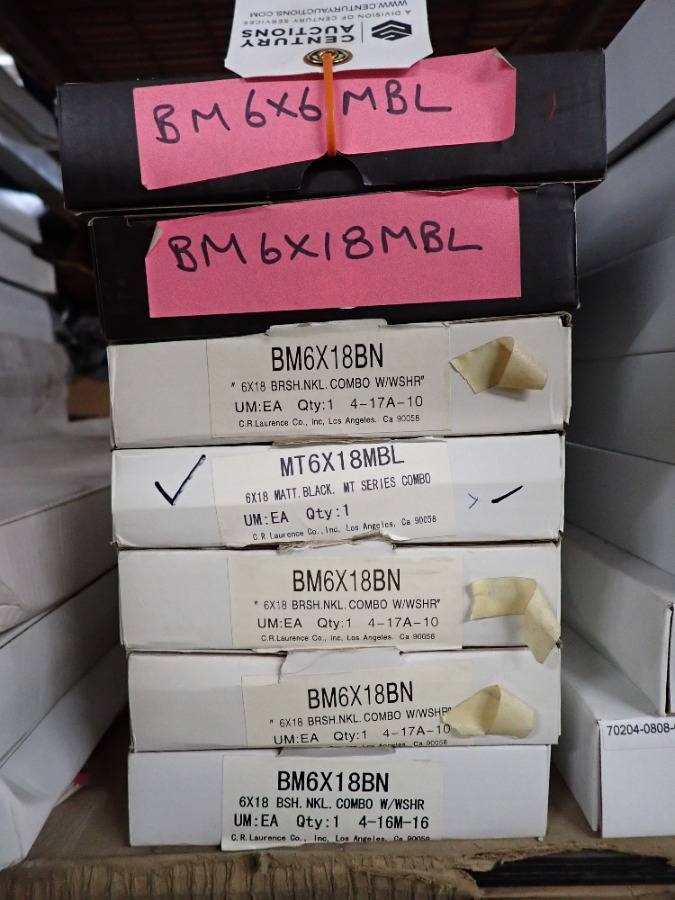 WWW.CENTURYAUCTIONS.COM
A DIVISION OF CENTURY SERVICES
CENTURY
AUCTIONS
BM 6X6 MBL
BM 6X18MBL
BM6X18BN
" 6X18 BRSH.NKL. COMBO W/WSHR"
UM:EA Qty:1 4-17A-10
C.R.Laurence Co., Inc, Los Angeles. Ca 90058
MT6X18MBL
6X18 MATT.BLACK. MT SERIES COMBO
UM:EA Qty:1
C.R.Laurence Co., Inc. Los Angeles, Ca 90058
BM6X18BN
" 6X18 BRSH.NKL. COMBO W/WSHR"
UM:EA Qty:1 4-17A-10
C.R.Laurence Co., Inc, Los Angeles. Ca 90058
BM6X18BN
" 6X18 BRSH.NKL. COMBO W/WSHR"
UM:EA Qty:1 4-17A-10
Los Angeles. Ca 90058
BM6X18BN
6X18 BSH. NKL. COMBO W/WSHR
UM:EA Qty:1 4-16M-16
C.R.Laurence Co., Inc, Los Angeles, Ca 90058
70204-0808-